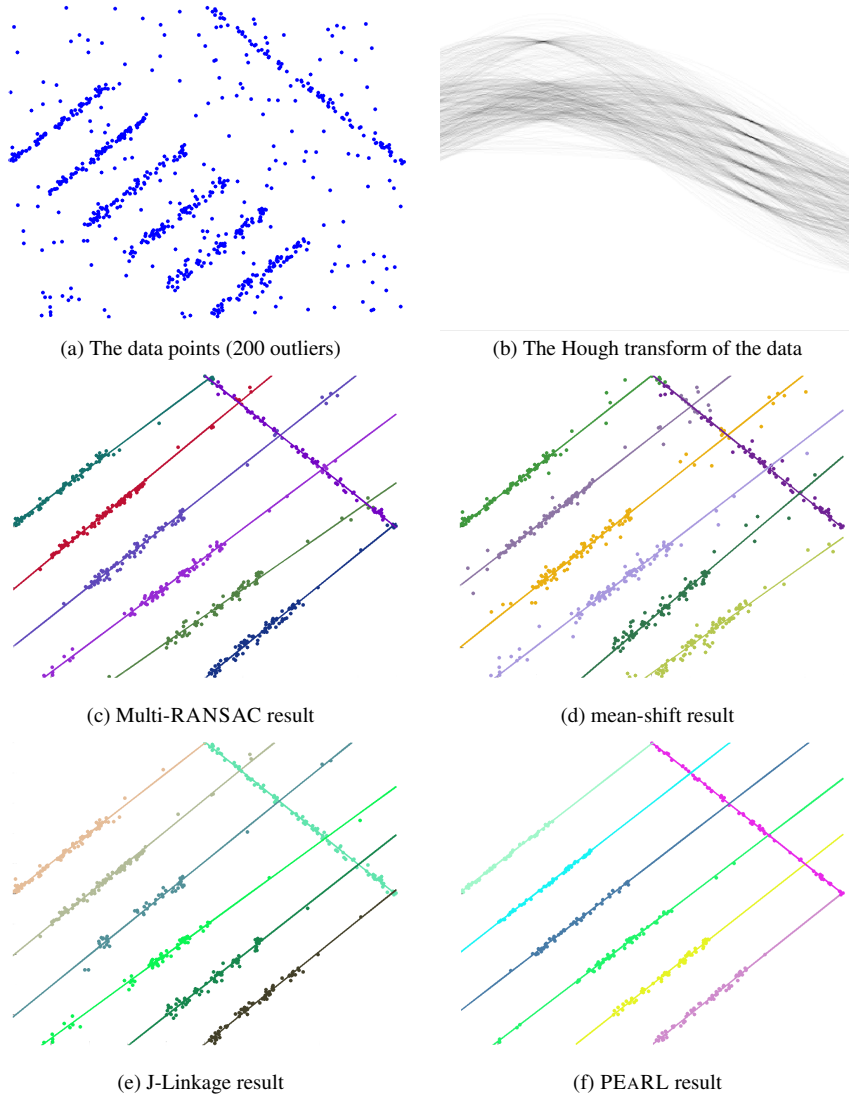 (a) The data points (200 outliers)
(b) The Hough transform of the data
(c) Multi-RANSAC result
(d) mean-shift result
(e) J-Linkage result
(f) PEARL result